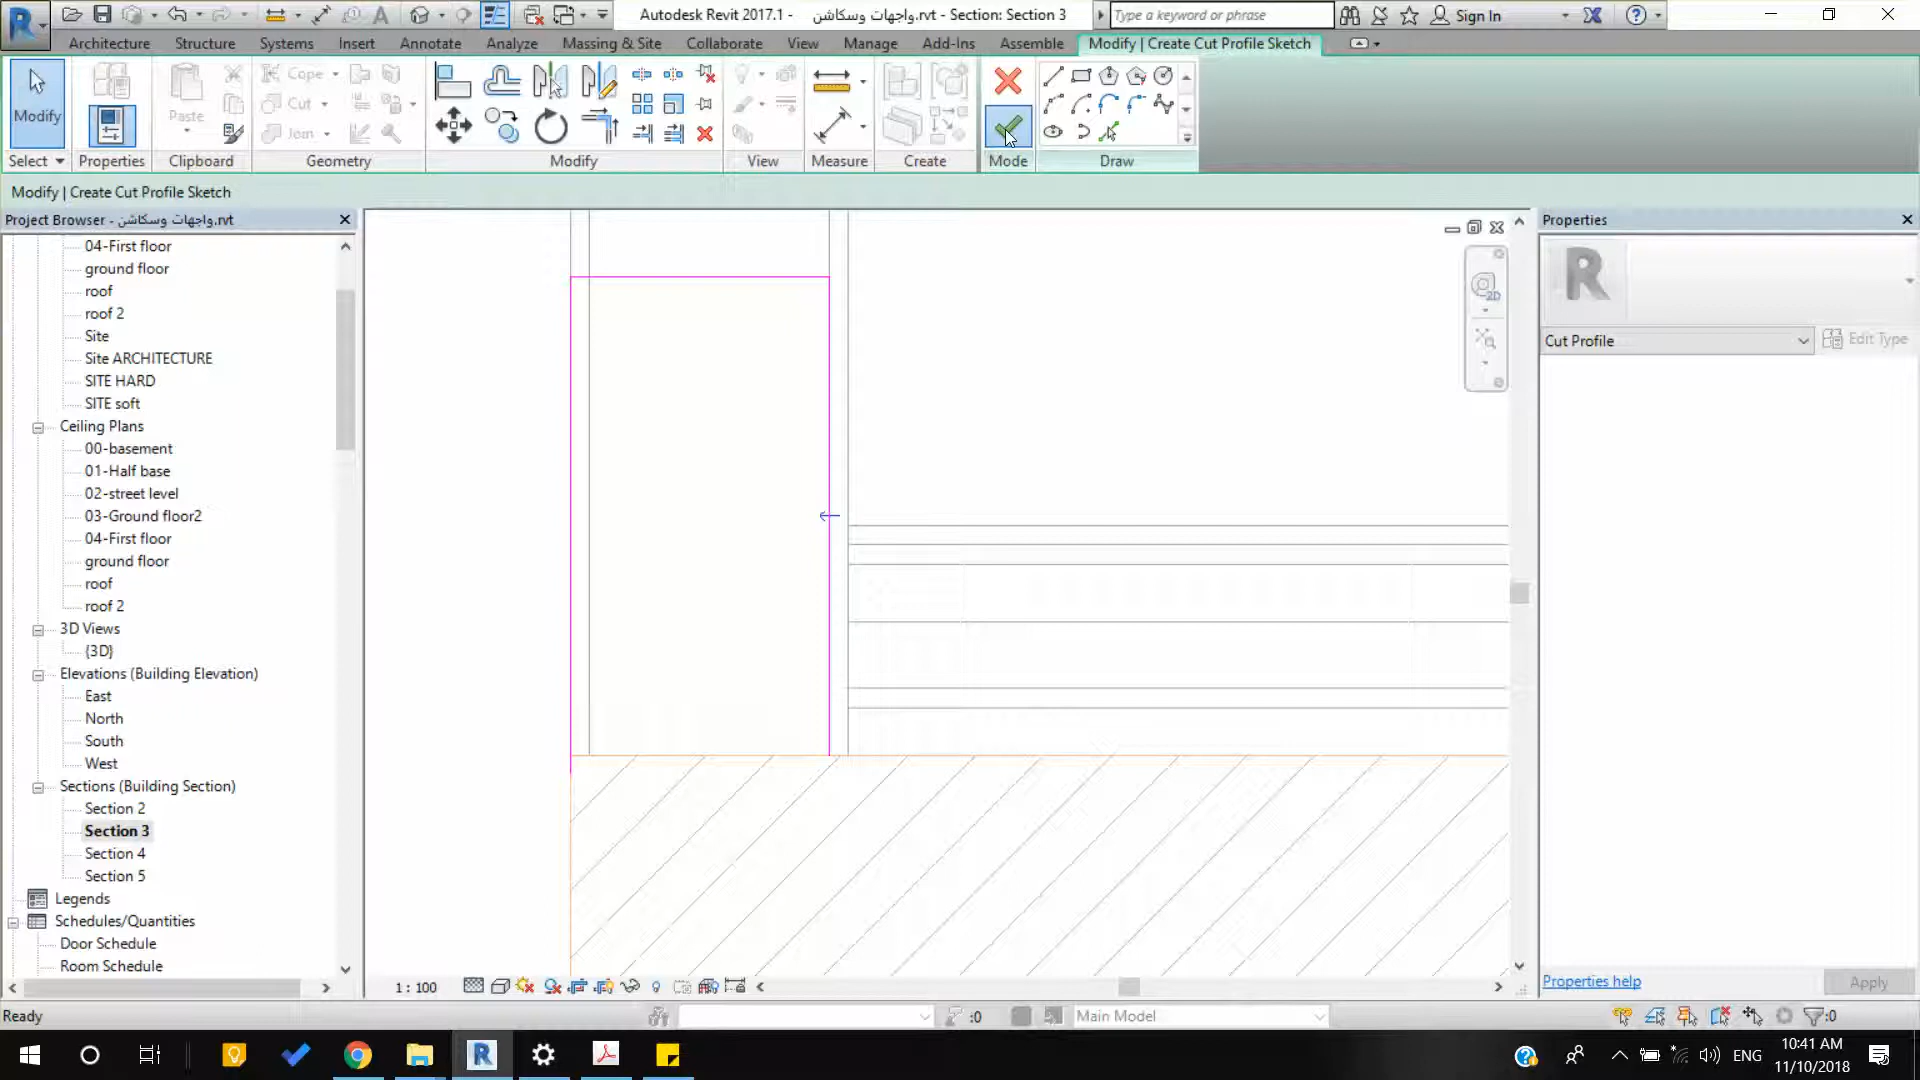 Autodesk Revit 2017.1 - واجهات وسكاشن.rvt - Section: Section 3
Type a keyword or phrase
Sign In
Architecture Structure Systems Insert Annotate Analyze Massing & Site Collaborate View Manage Add-Ins Assemble Modify | Create Cut Profile Sketch
Modify
Paste
Cope
Cut
Join
Select Properties Clipboard Geometry Modify View Measure Create Mode Draw
Modify | Create Cut Profile Sketch
Project Browser - واجهات وسكاشن.rvt
04-First floor
ground floor
roof
roof 2
Site
Site ARCHITECTURE
SITE HARD
SITE soft
Ceiling Plans
00-basement
01-Half base
02-street level
03-Ground floor2
04-First floor
ground floor
roof
roof 2
3D Views
{3D}
Elevations (Building Elevation)
East
North
South
West
Sections (Building Section)
Section 2
Section 3
Section 4
Section 5
Legends
Schedules/Quantities
Door Schedule
Room Schedule
2D
1 : 100
Properties
R
Cut Profile
Edit Type
Properties help
Apply
Ready
:0
Main Model
:0
ENG
10:41 AM
11/10/2018